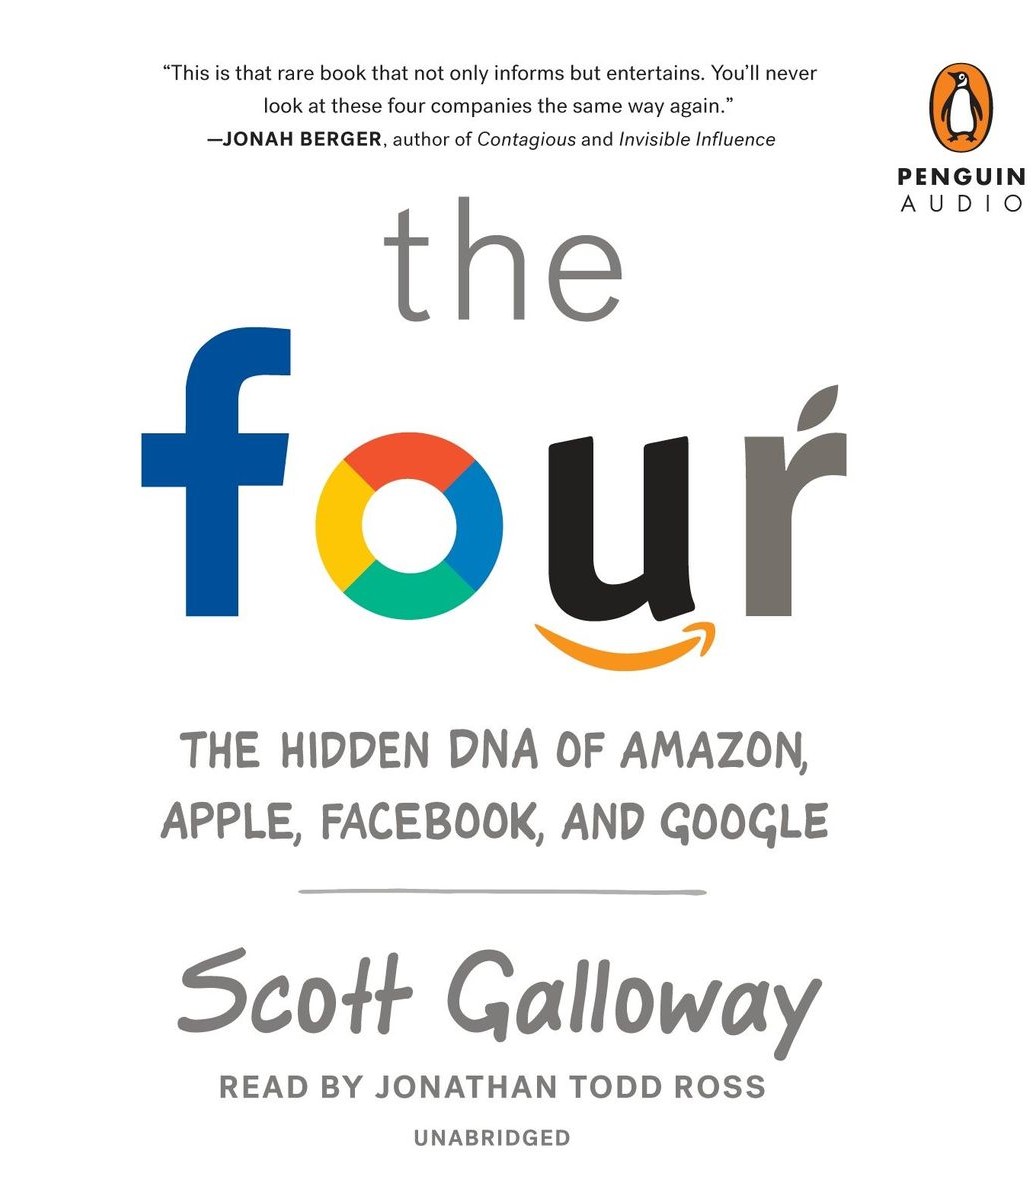 “This is that rare book that not only informs but entertains. You’ll never
look at these four companies the same way again.”
—JONAH BERGER, author of Contagious and Invisible Influence
PENGUIN
AUDIO
the
four
THE HIDDEN DNA OF AMAZON,
APPLE, FACEBOOK, AND GOOGLE
Scott Galloway
READ BY JONATHAN TODD ROSS
UNABRIDGED